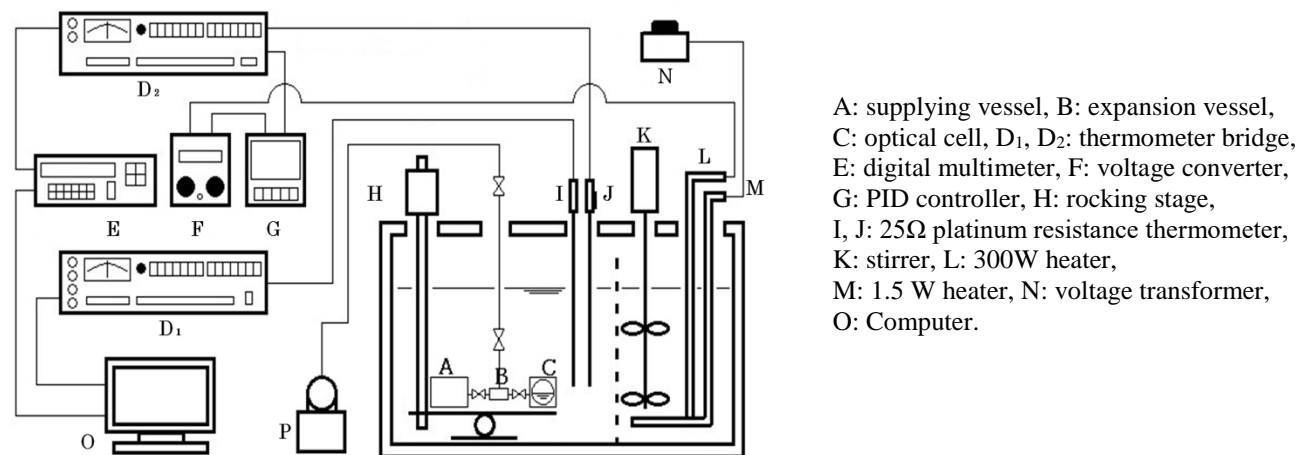 D₂
N
K
L
M
H
I
J
E
F
G
D₁
A
B
C
O
P
A: supplying vessel, B: expansion vessel,
C: optical cell, D₁, D₂: thermometer bridge,
E: digital multimeter, F: voltage converter,
G: PID controller, H: rocking stage,
I, J: 25Ω platinum resistance thermometer,
K: stirrer, L: 300W heater,
M: 1.5 W heater, N: voltage transformer,
O: Computer.